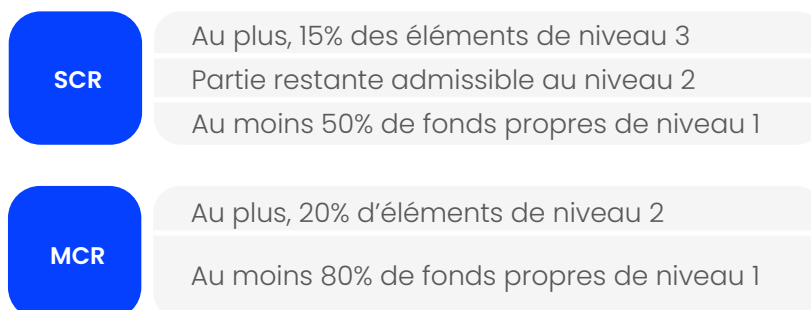 SCR
Au plus, 15% des éléments de niveau 3
Partie restante admissible au niveau 2
Au moins 50% de fonds propres de niveau 1
MCR
Au plus, 20% d’éléments de niveau 2
Au moins 80% de fonds propres de niveau 1